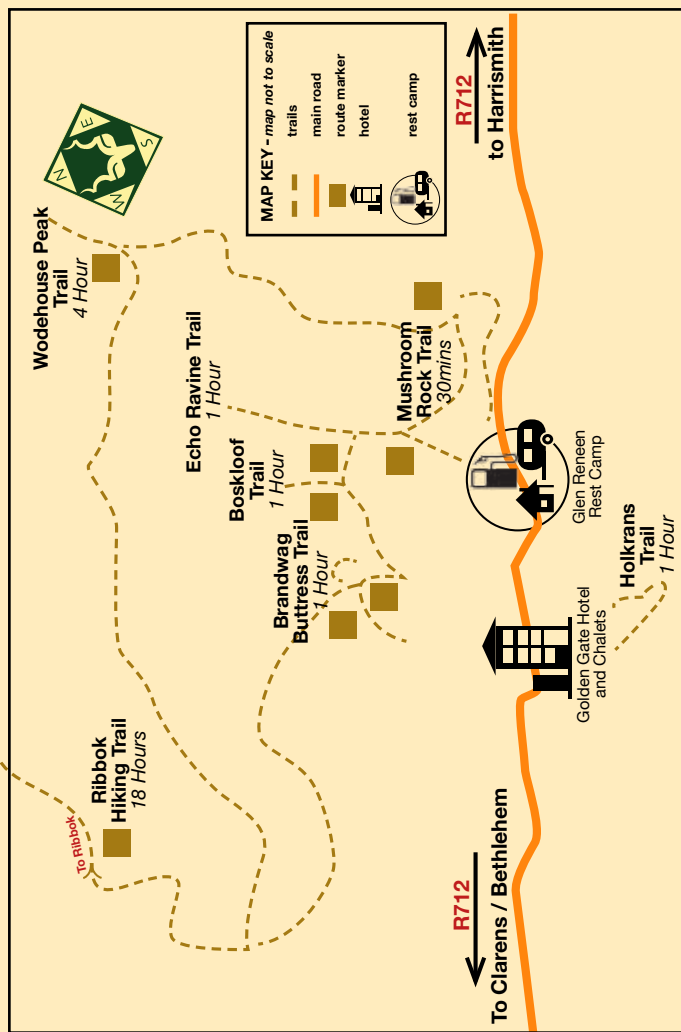 Wodehouse Peak
Trail
4 Hour
N
E
S
W
MAP KEY - map not to scale
trails
main road
route marker
hotel
rest camp
R712
to Harrismith
Echo Ravine Trail
1 Hour
Mushroom
Rock Trail
30mins
Boskloof
Trail
1 Hour
Brandwag
Buttress Trail
1 Hour
Glen Reneen
Rest Camp
Holkrans
Trail
1 Hour
Golden Gate Hotel
and Chalets
Ribbok
Hiking Trail
18 Hours
To Ribbok
R712
To Clarens / Bethlehem